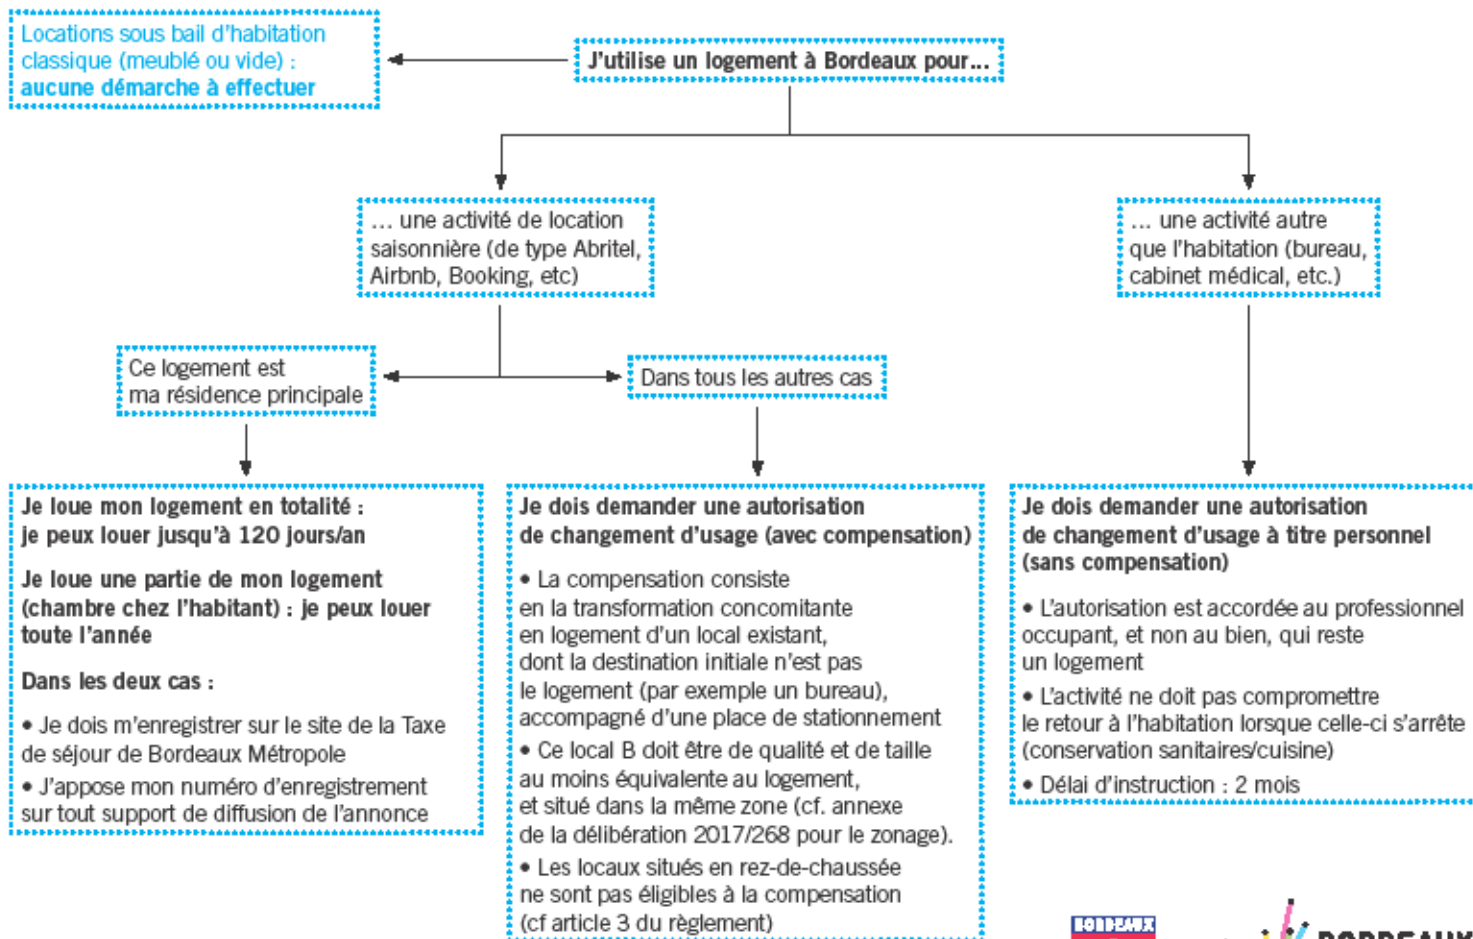 Locations sous bail d'habitation
classique (meublé ou vide) :
aucune démarche à effectuer
J'utilise un logement à Bordeaux pour...
... une activité de location
saisonnière (de type Abritel,
Airbnb, Booking, etc)
... une activité autre
que l'habitation (bureau,
cabinet médical, etc.)
Ce logement est
ma résidence principale
Dans tous les autres cas
Je loue mon logement en totalité :
je peux louer jusqu'à 120 jours/an
Je loue une partie de mon logement
(chambre chez l'habitant) : je peux louer
toute l'année
Dans les deux cas :
• Je dois m'enregistrer sur le site de la Taxe
de séjour de Bordeaux Métropole
• J'appose mon numéro d'enregistrement
sur tout support de diffusion de l'annonce
Je dois demander une autorisation
de changement d'usage (avec compensation)
• La compensation consiste
en la transformation concomitante
en logement d'un local existant,
dont la destination initiale n'est pas
le logement (par exemple un bureau),
accompagné d'une place de stationnement
• Ce local B doit être de qualité et de taille
au moins équivalente au logement,
et situé dans la même zone (cf. annexe
de la délibération 2017/268 pour le zonage).
• Les locaux situés en rez-de-chaussée
ne sont pas éligibles à la compensation
(cf article 3 du règlement)
Je dois demander une autorisation
de changement d'usage à titre personnel
(sans compensation)
• L'autorisation est accordée au professionnel
occupant, et non au bien, qui reste
un logement
• L'activité ne doit pas compromettre
le retour à l'habitation lorsque celle-ci s'arrête
(conservation sanitaires/cuisine)
• Délai d'instruction : 2 mois
BORDEAUX
BORDEAUX